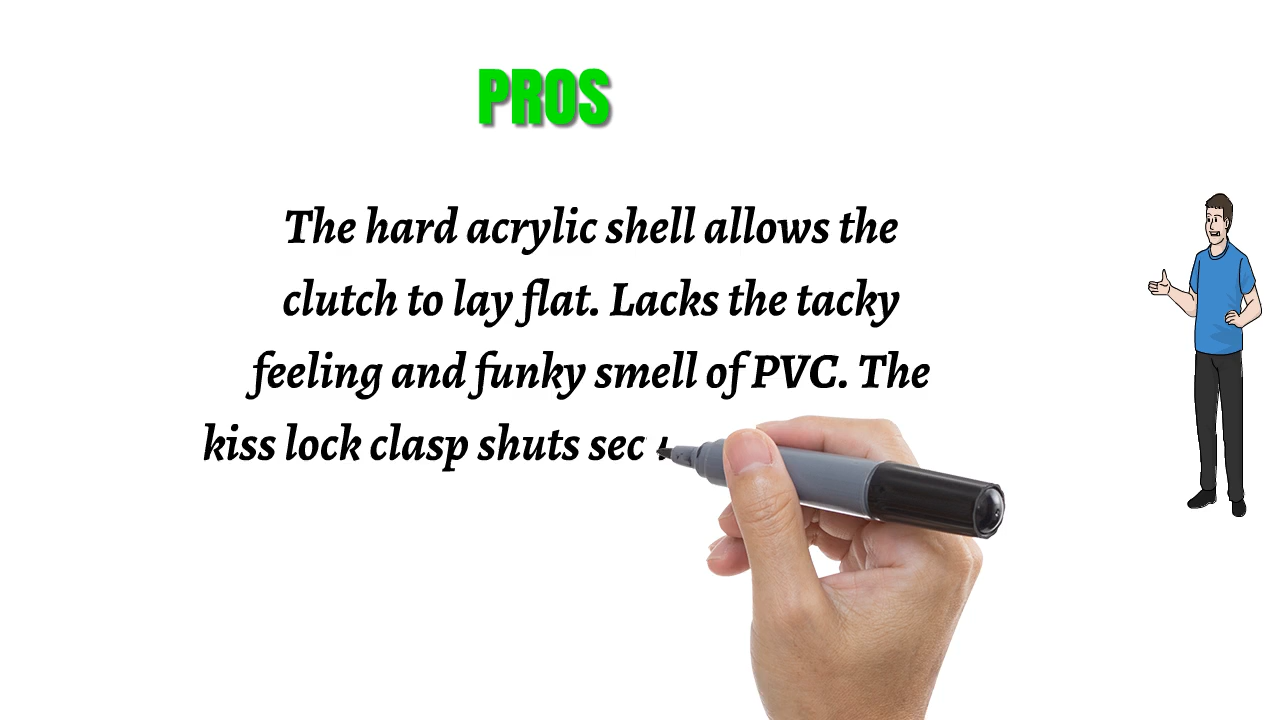 PROS
The hard acrylic shell allows the
clutch to lay flat. Lacks the tacky
feeling and funky smell of PVC. The
kiss lock clasp shuts sec